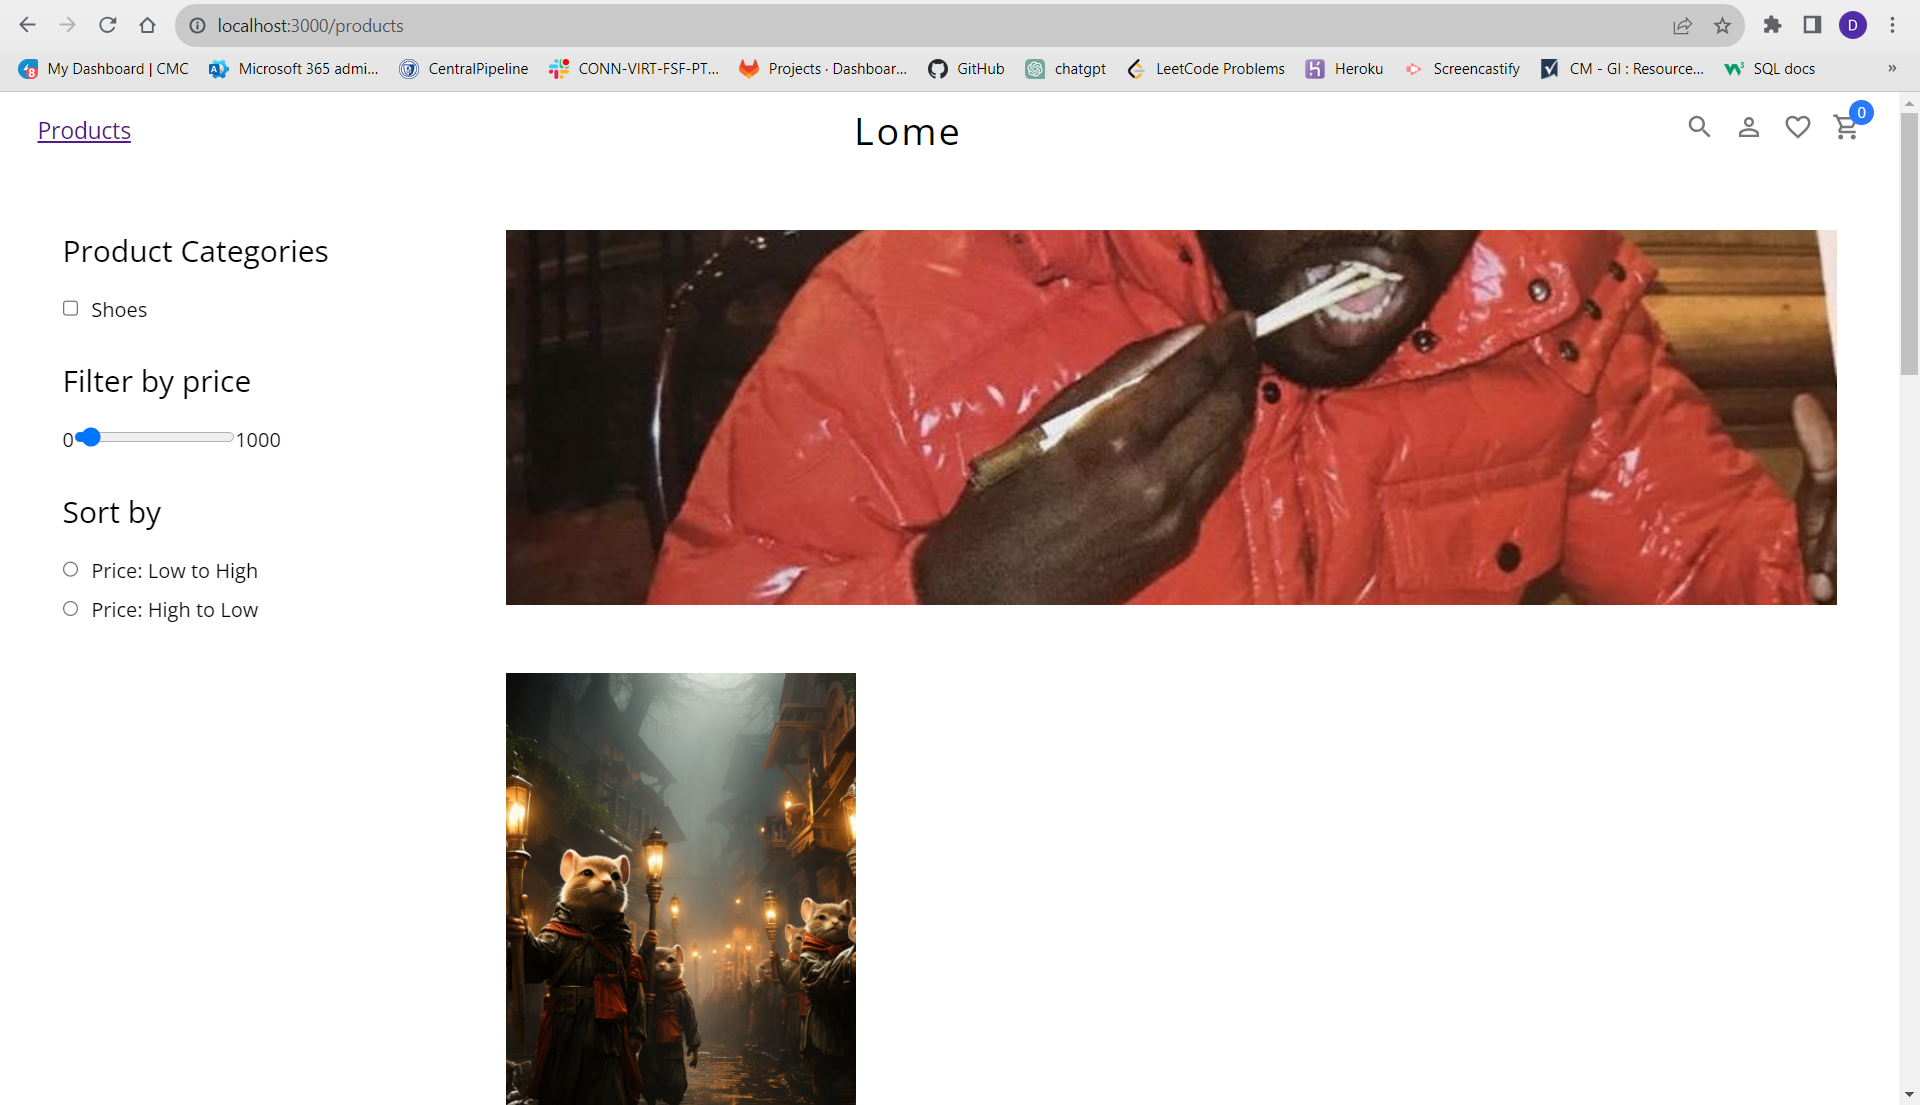 localhost:3000/products
D
My Dashboard | CMC
Microsoft 365 admi...
CentralPipeline
CONN-VIRT-FSF-PT...
Projects · Dashboar...
GitHub
chatgpt
LeetCode Problems
Heroku
Screencastify
CM - GI : Resource...
SQL docs
»
Products
Lome
0
Product Categories
Shoes
Filter by price
0 1000
Sort by
Price: Low to High
Price: High to Low